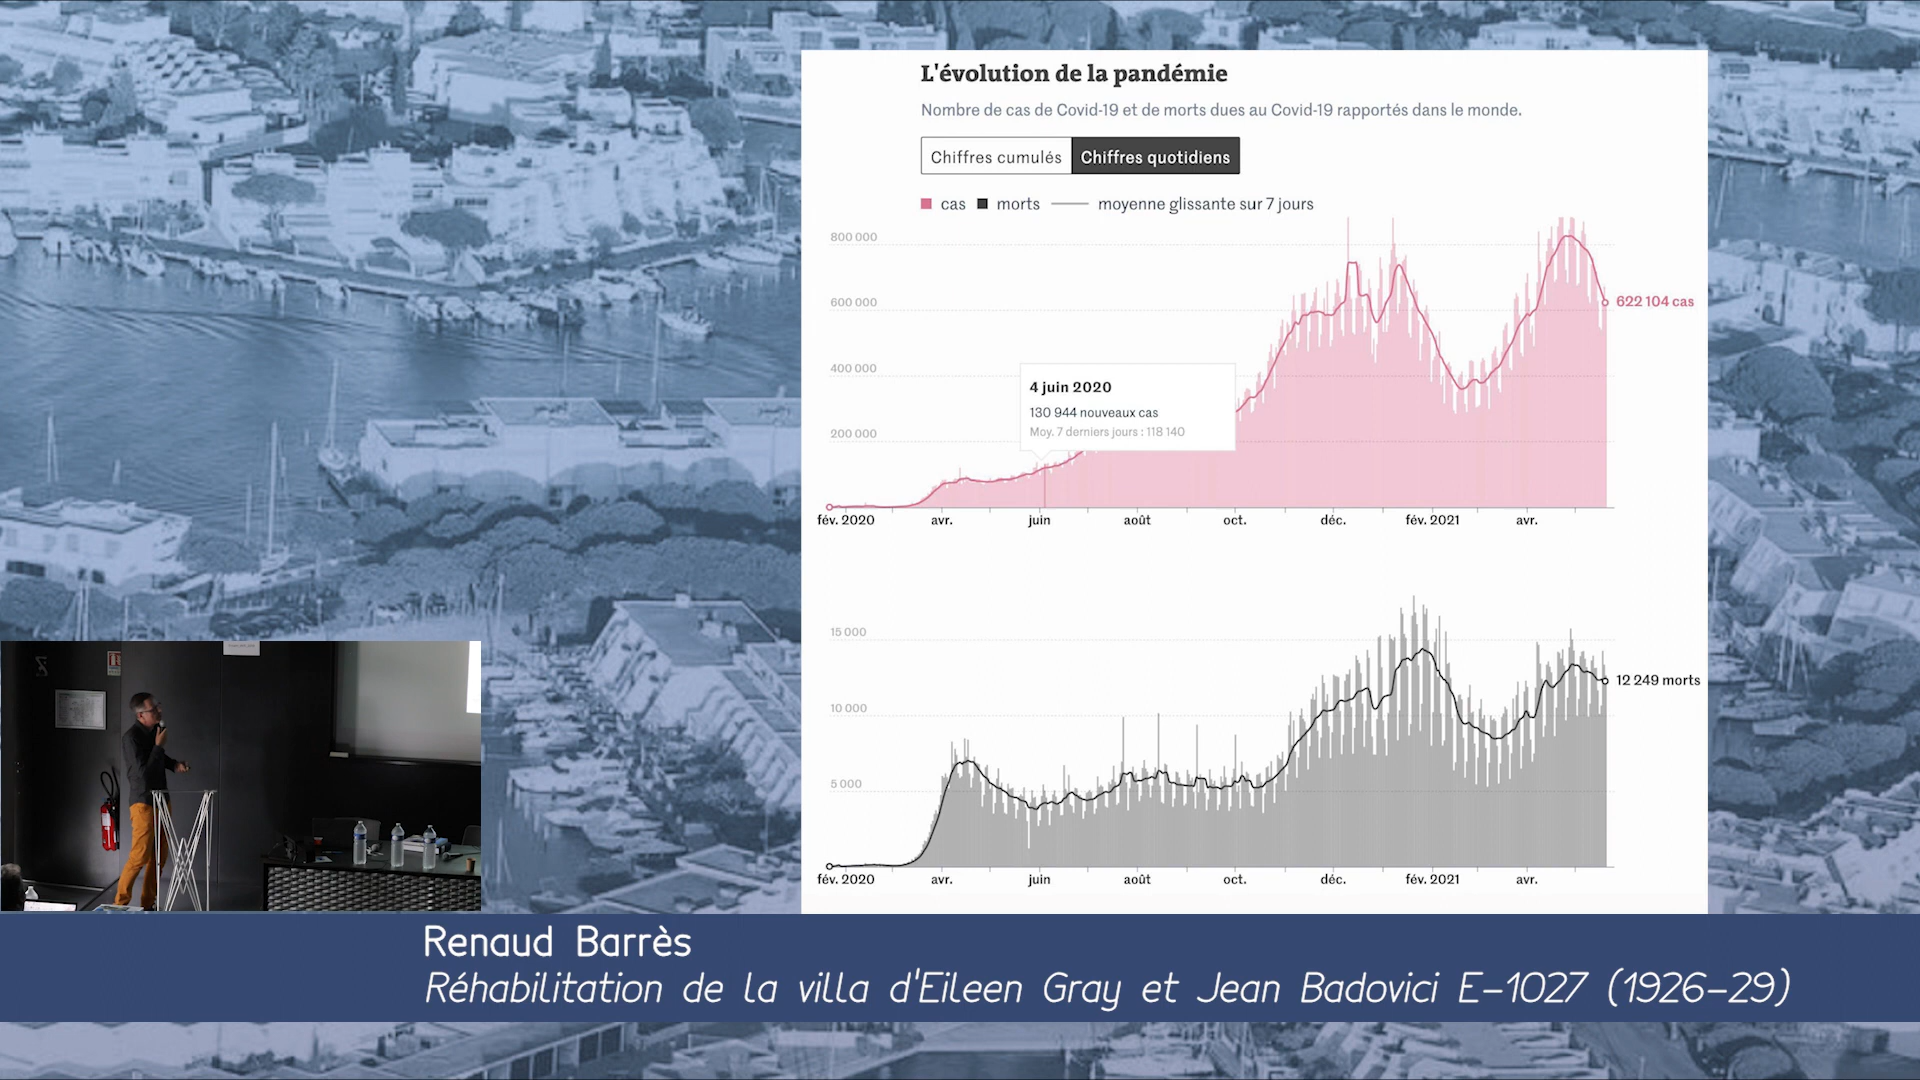 L'évolution de la pandémie
Nombre de cas de Covid-19 et de morts dues au Covid-19 rapportés dans le monde.
Chiffres cumulés Chiffres quotidiens
cas morts moyenne glissante sur 7 jours
800 000
600 000
622 104 cas
400 000
4 juin 2020
130 944 nouveaux cas
Moy. 7 derniers jours : 118 140
200 000
fév. 2020 avr. juin août oct. déc. fév. 2021 avr.
15 000
12 249 morts
10 000
5 000
fév. 2020 avr. juin août oct. déc. fév. 2021 avr.
Renaud Barrès
Réhabilitation de la villa d'Eileen Gray et Jean Badovici E-1027 (1926-29)